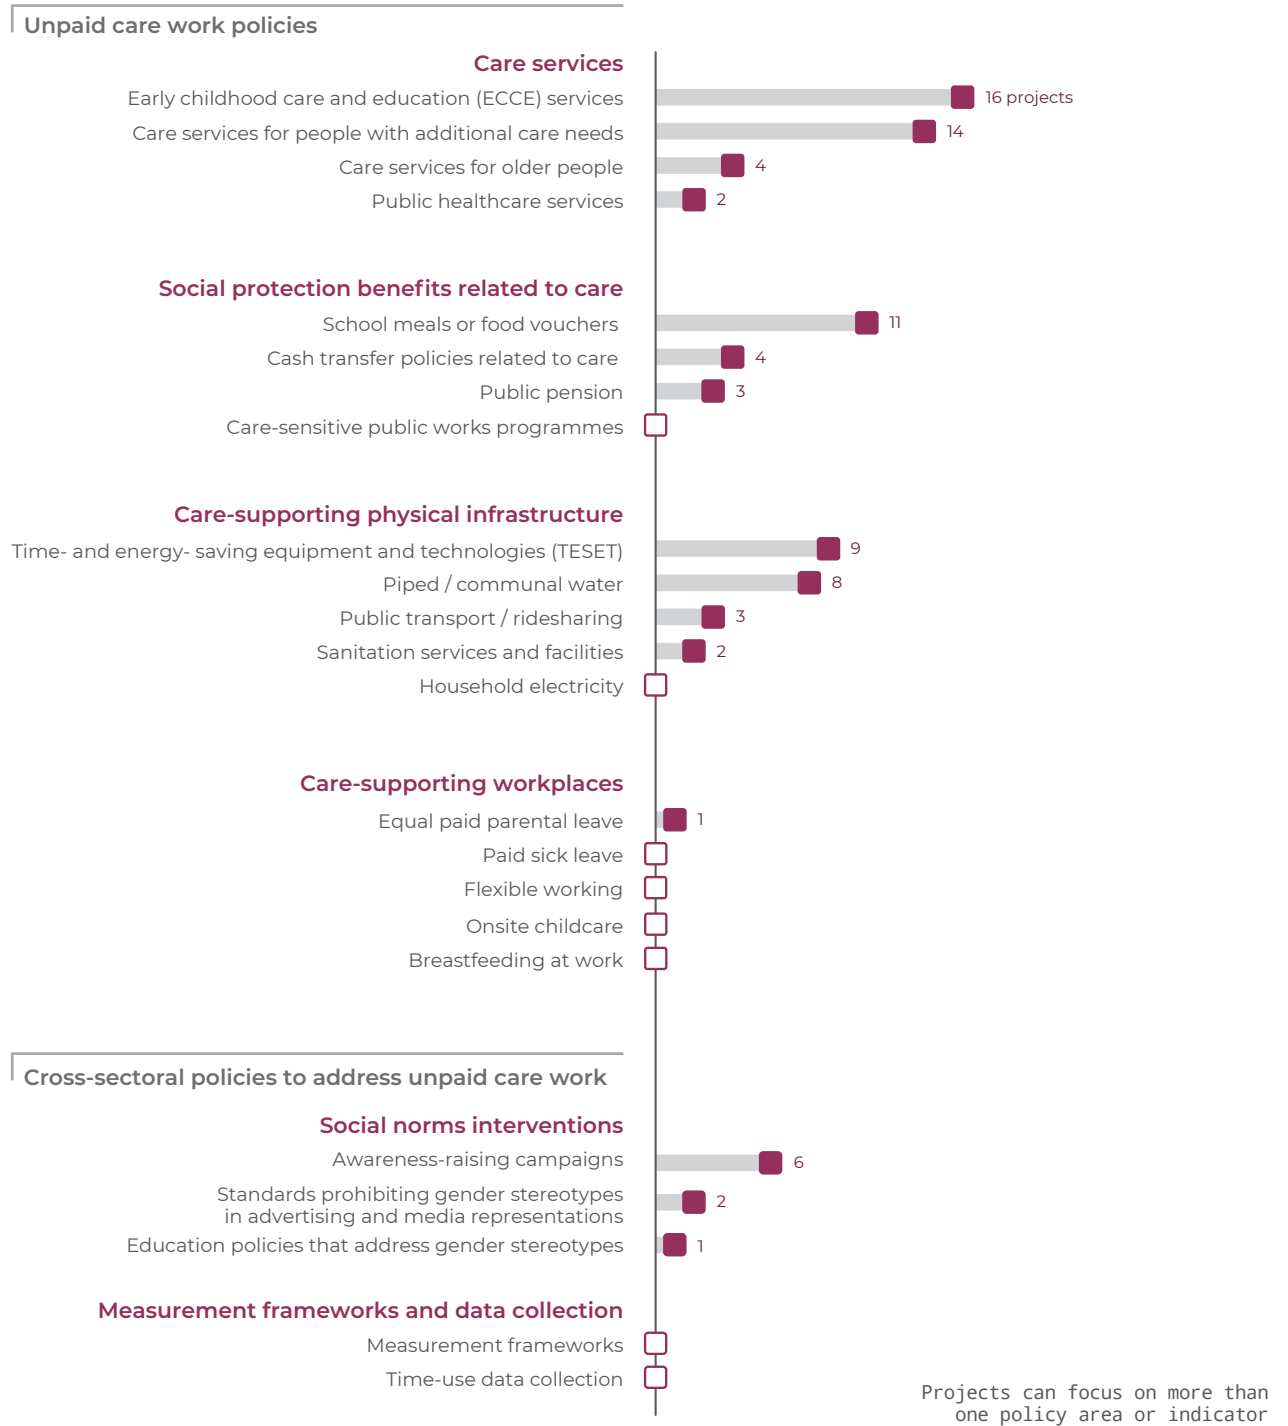 Unpaid care work policies
Care services
Early childhood care and education (ECCE) services 16 projects
Care services for people with additional care needs 14
Care services for older people 4
Public healthcare services 2
Social protection benefits related to care
School meals or food vouchers 11
Cash transfer policies related to care 4
Public pension 3
Care-sensitive public works programmes
Care-supporting physical infrastructure
Time- and energy- saving equipment and technologies (TESET) 9
Piped / communal water 8
Public transport / ridesharing 3
Sanitation services and facilities 2
Household electricity
Care-supporting workplaces
Equal paid parental leave 1
Paid sick leave
Flexible working
Onsite childcare
Breastfeeding at work
Cross-sectoral policies to address unpaid care work
Social norms interventions
Awareness-raising campaigns 6
Standards prohibiting gender stereotypes
in advertising and media representations 2
Education policies that address gender stereotypes 1
Measurement frameworks and data collection
Measurement frameworks
Time-use data collection
Projects can focus on more than
one policy area or indicator